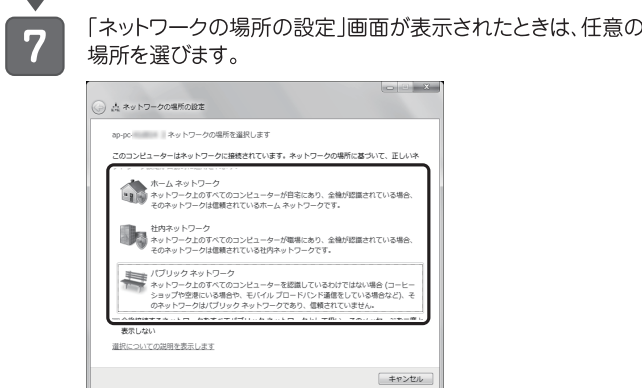 7
「ネットワークの場所の設定」画面が表示されたときは、任意の
場所を選びます。
ネットワークの場所の設定
ap-pc- ネットワークの場所を選択します
このコンピューターはネットワークに接続されています。ネットワークの場所に基づいて、正しいネ
ホーム ネットワーク
ネットワーク上のすべてのコンピューターが自宅にあり、全機が認識されている場合、
そのネットワークは信頼されているホーム ネットワークです。
社内ネットワーク
ネットワーク上のすべてのコンピューターが職場にあり、全機が認識されている場合、
そのネットワークは信頼されている社内ネットワークです。
パブリック ネットワーク
ネットワーク上のすべてのコンピューターを認識しているわけではない場合 (コーヒー
ショップや空港にいる場合や、モバイル ブロードバンド通信をしている場合など)、そ
のネットワークはパブリック ネットワークであり、信頼されていません。
表示しない
選択についての説明を表示します
キャンセル